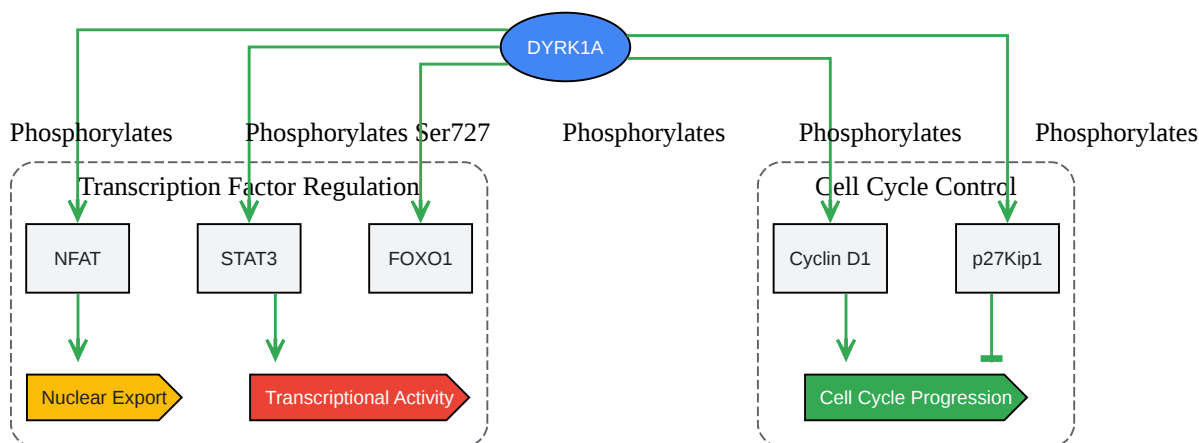 DYRK1A
Phosphorylates
Phosphorylates Ser727
Phosphorylates
Phosphorylates
Phosphorylates
Transcription Factor Regulation
Cell Cycle Control
NFAT
STAT3
FOXO1
Cyclin D1
p27Kip1
Nuclear Export
Transcriptional Activity
Cell Cycle Progression